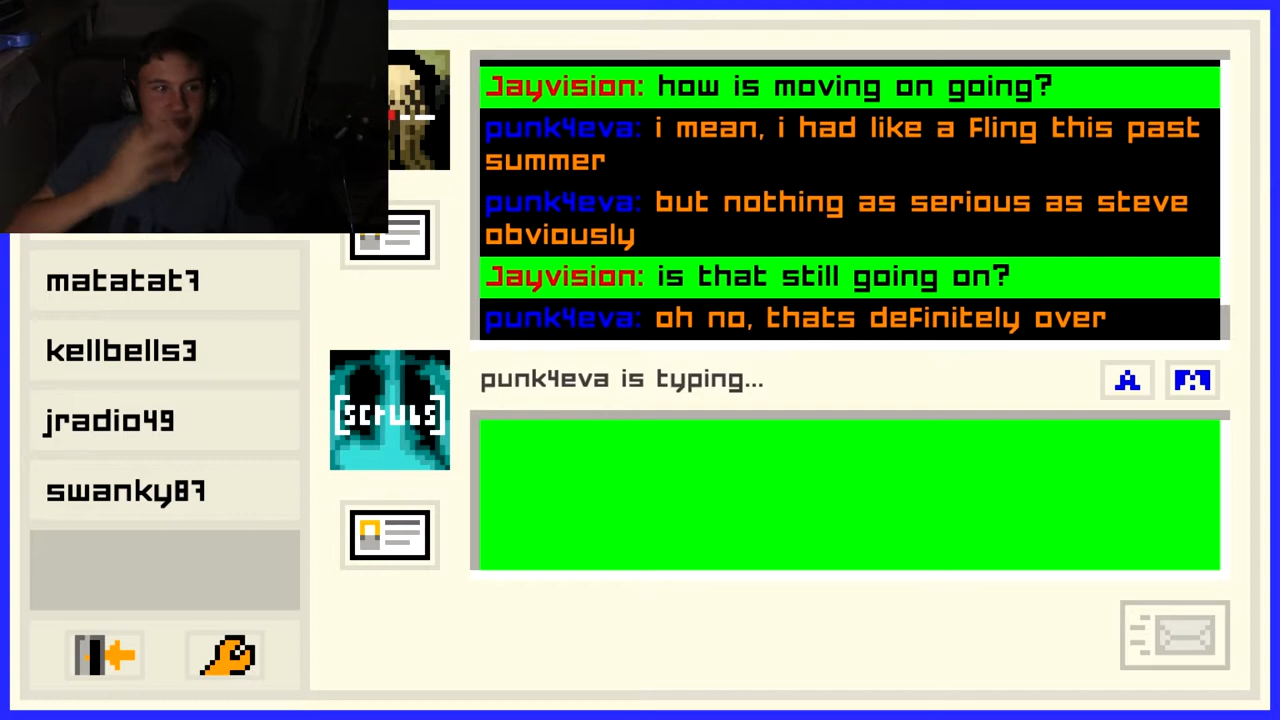 Jayvision: how is moving on going?
punk4eva: i mean, i had like a fling this past
summer
punk4eva: but nothing as serious as steve
obviously
Jayvision: is that still going on?
punk4eva: oh no, thats definitely over
punk4eva is typing...
A
matatat7
kellbells3
jradio49
swanky87
[scrubs]